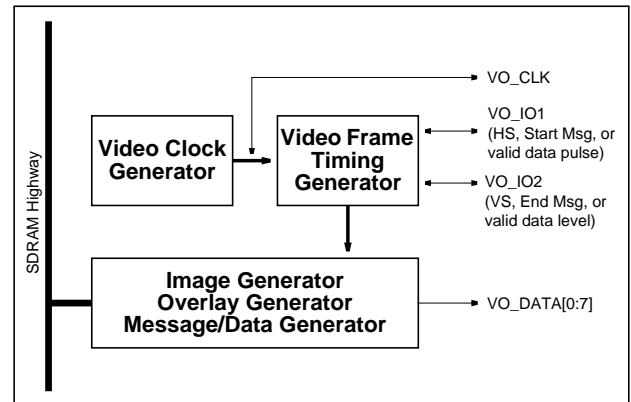 SDRAM Highway
VO_CLK
Video Clock
Generator
Video Frame
Timing
Generator
VO_IO1
(HS, Start Msg, or
valid data pulse)
VO_IO2
(VS, End Msg, or
valid data level)
Image Generator
Overlay Generator
Message/Data Generator
VO_DATA[0:7]